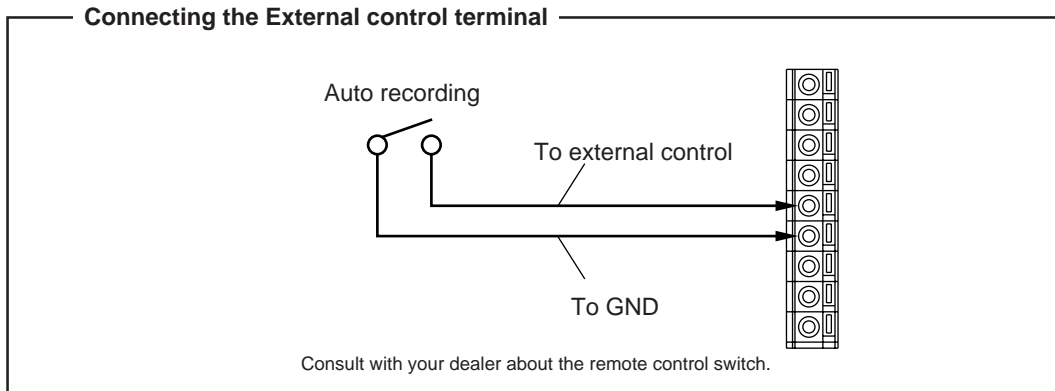 Connecting the External control terminal
Auto recording
To external control
To GND
Consult with your dealer about the remote control switch.